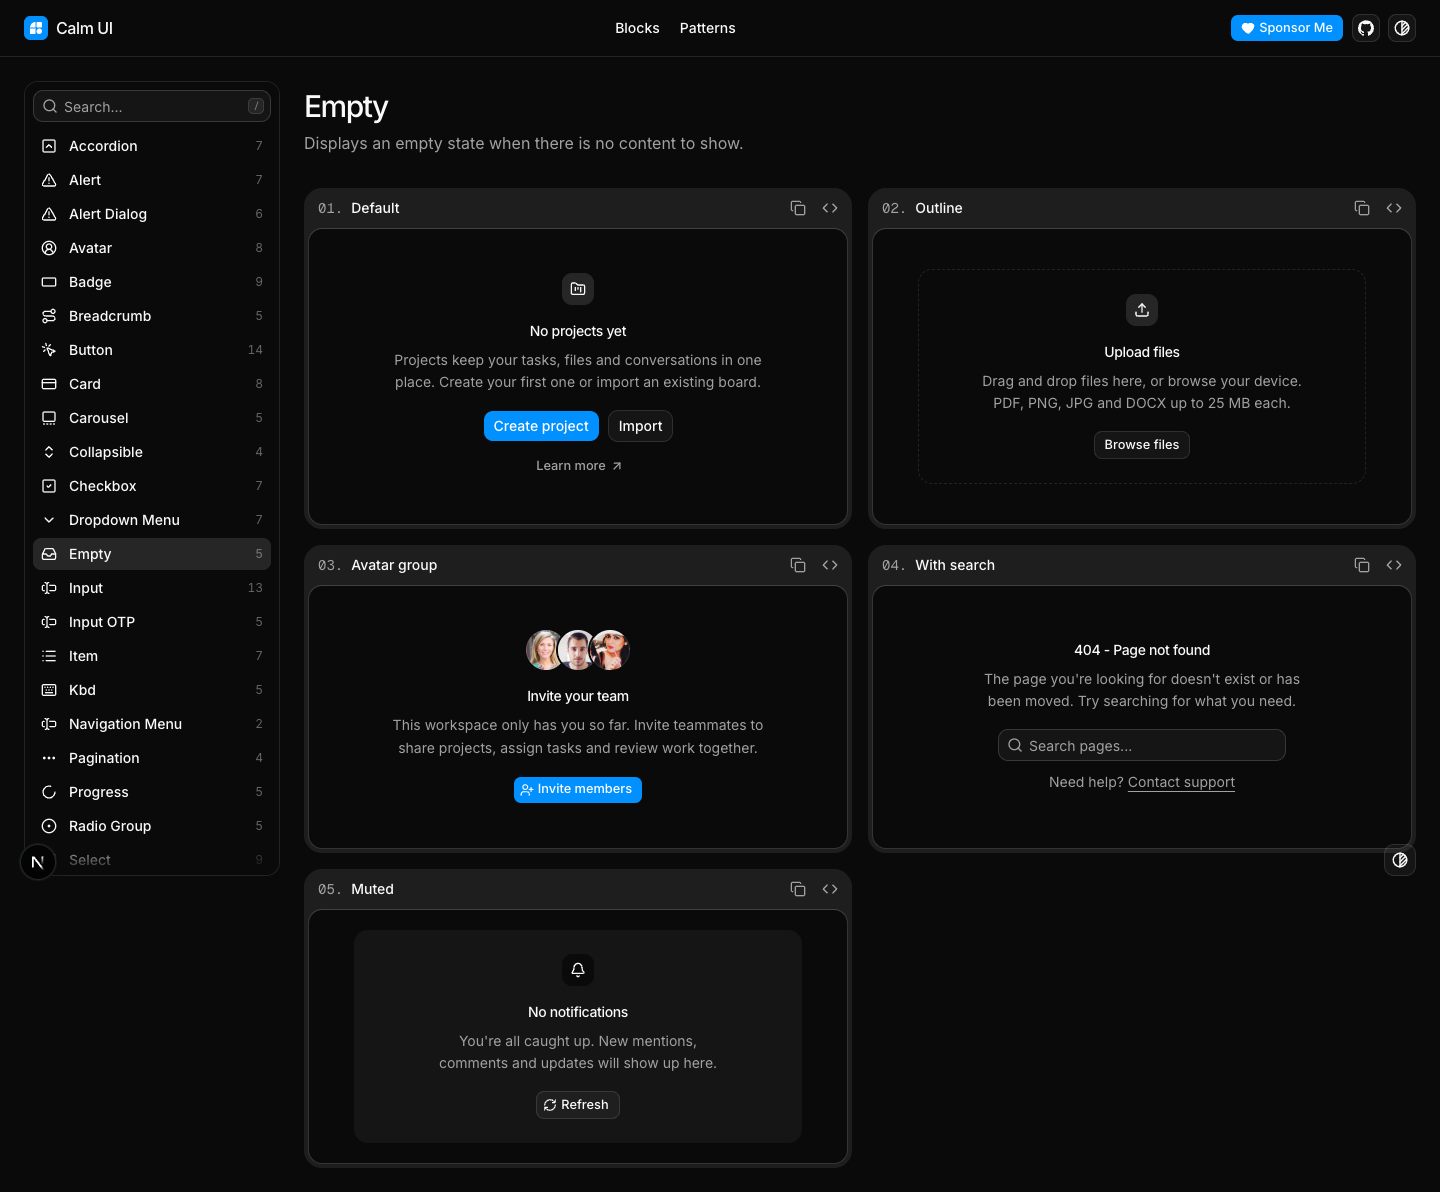 Calm UI
Blocks
Patterns
Sponsor Me
Search...
/
Accordion 7
Alert 7
Alert Dialog 6
Avatar 8
Badge 9
Breadcrumb 5
Button 14
Card 8
Carousel 5
Collapsible 4
Checkbox 7
Dropdown Menu 7
Empty 5
Input 13
Input OTP 5
Item 7
Kbd 5
Navigation Menu 2
Pagination 4
Progress 5
Radio Group 5
Select 9
N
Empty
Displays an empty state when there is no content to show.
01. Default
No projects yet
Projects keep your tasks, files and conversations in one
place. Create your first one or import an existing board.
Create project
Import
Learn more
02. Outline
Upload files
Drag and drop files here, or browse your device.
PDF, PNG, JPG and DOCX up to 25 MB each.
Browse files
03. Avatar group
Invite your team
This workspace only has you so far. Invite teammates to
share projects, assign tasks and review work together.
Invite members
04. With search
404 - Page not found
The page you're looking for doesn't exist or has
been moved. Try searching for what you need.
Search pages...
Need help? Contact support
05. Muted
No notifications
You're all caught up. New mentions,
comments and updates will show up here.
Refresh